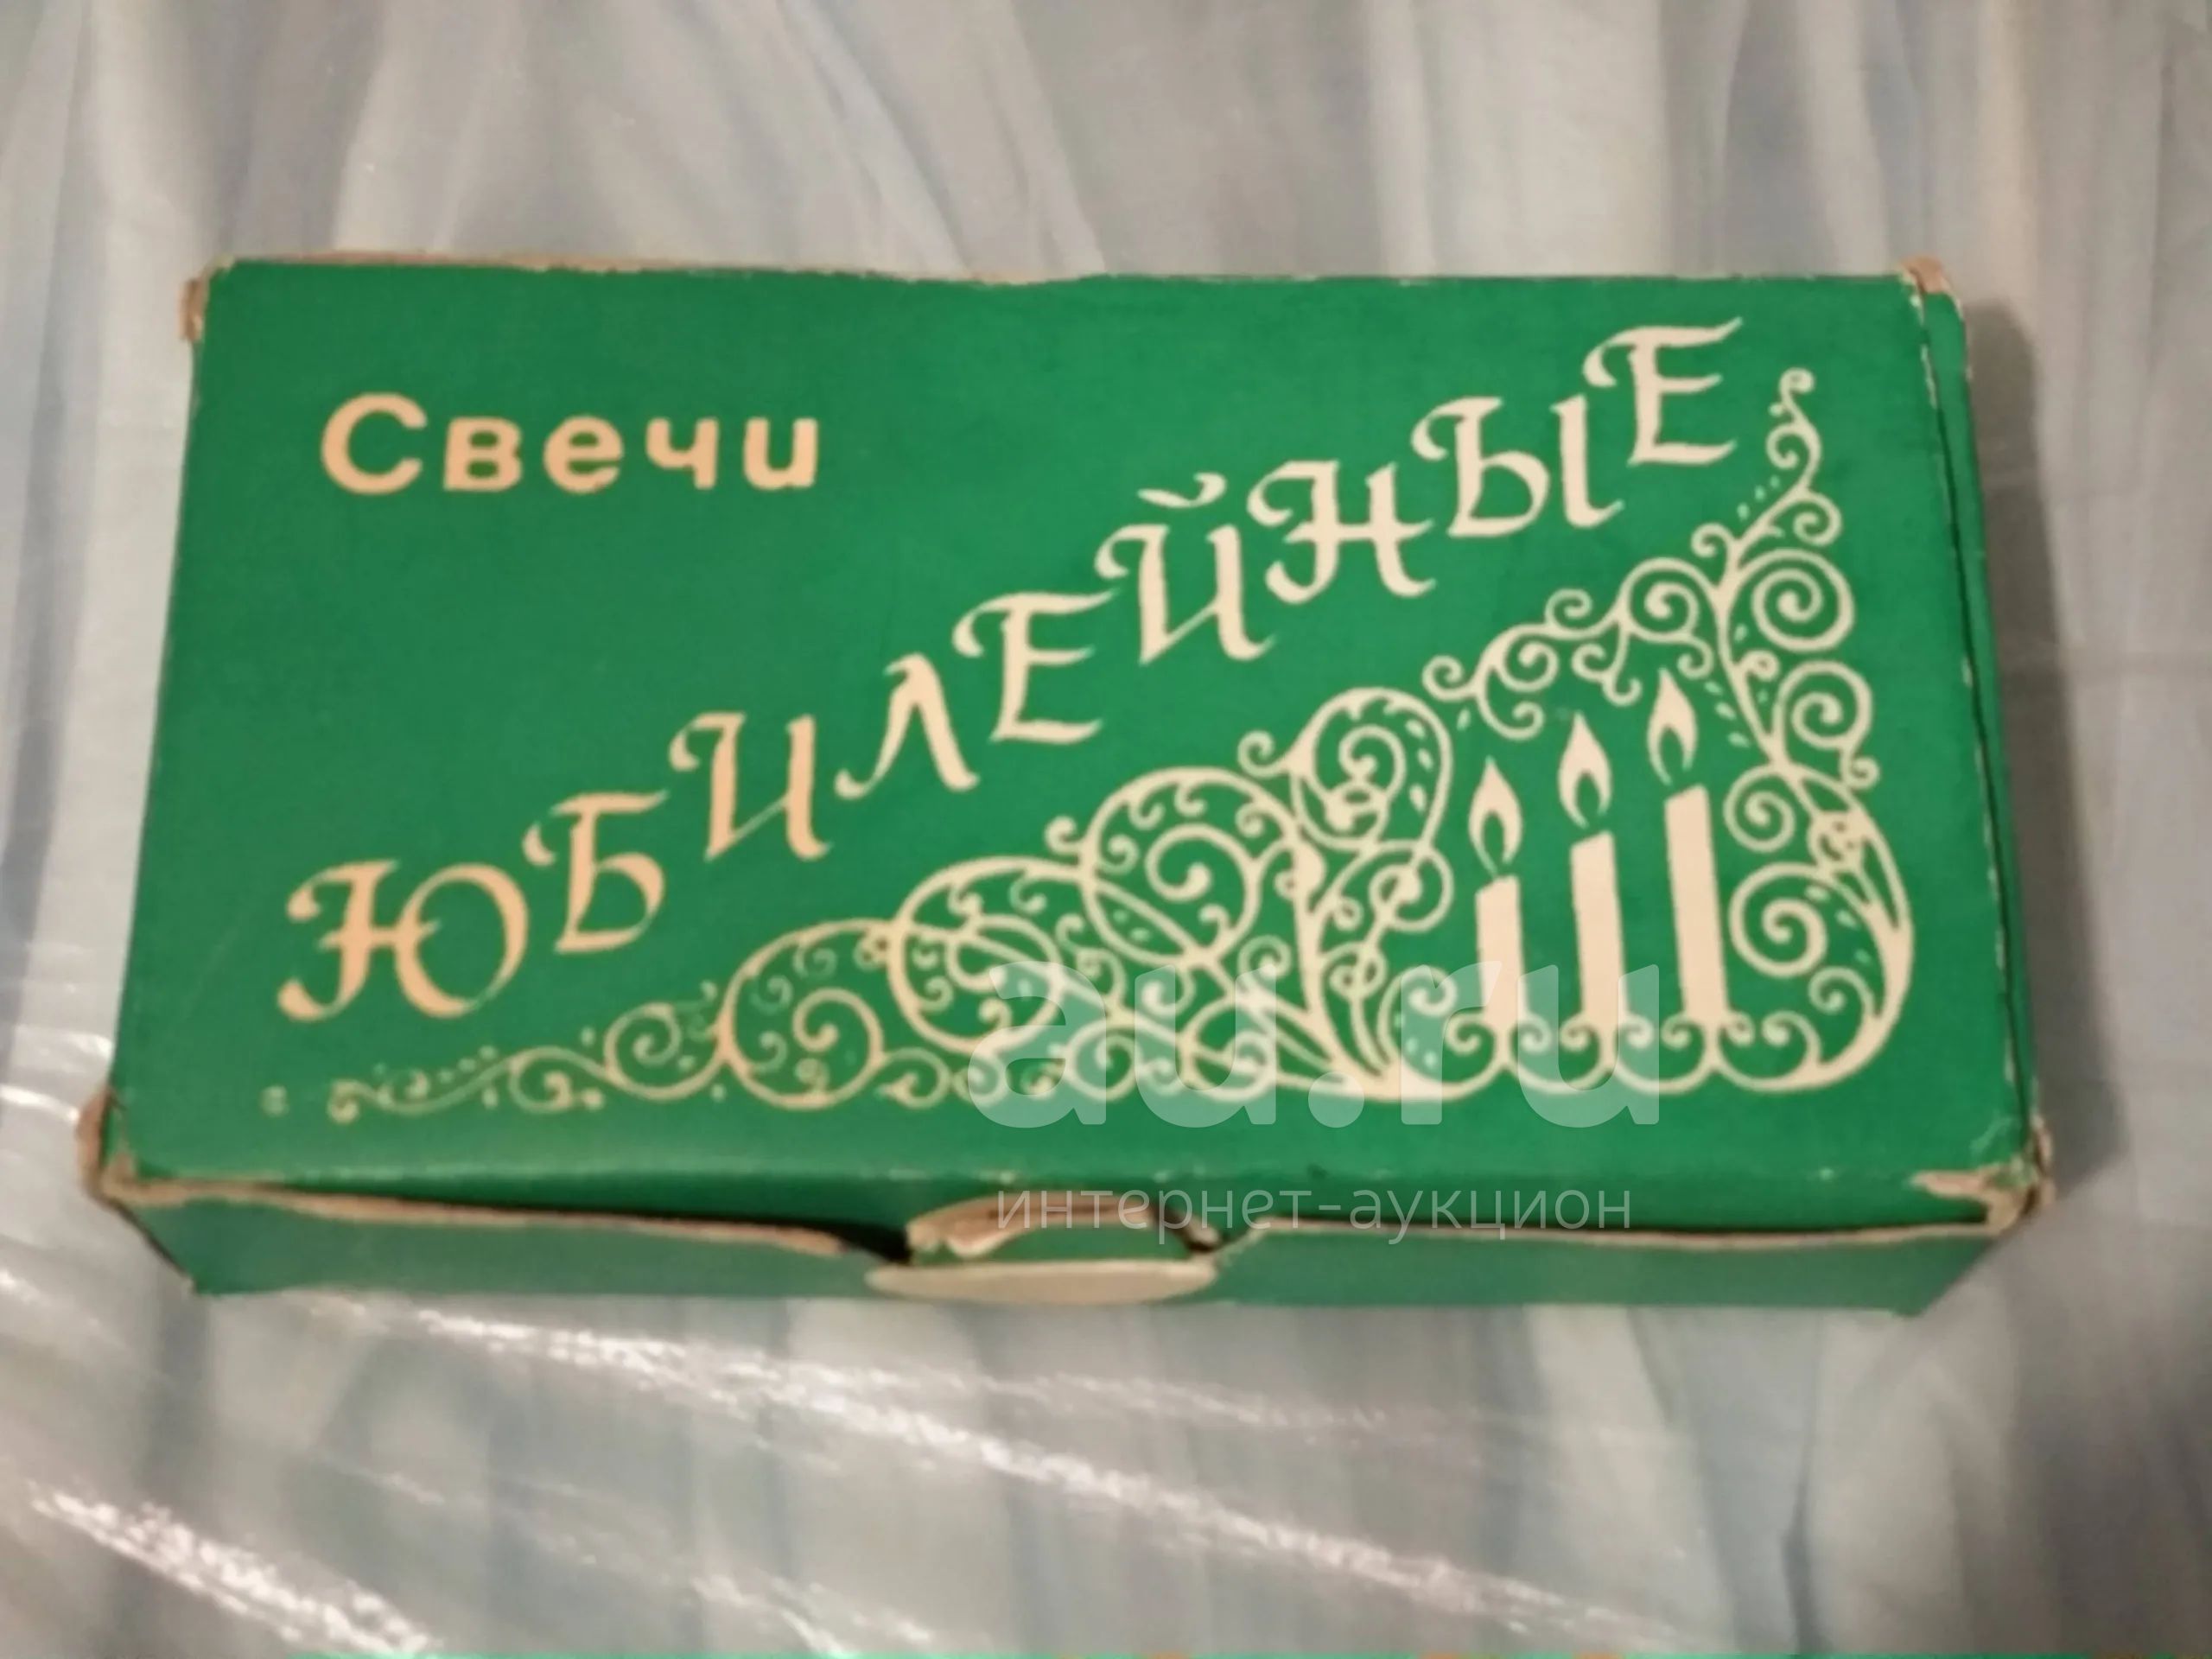 Свечи
ЮБИЛЕЙНЫЕ
au.ru
интернет-аукцион